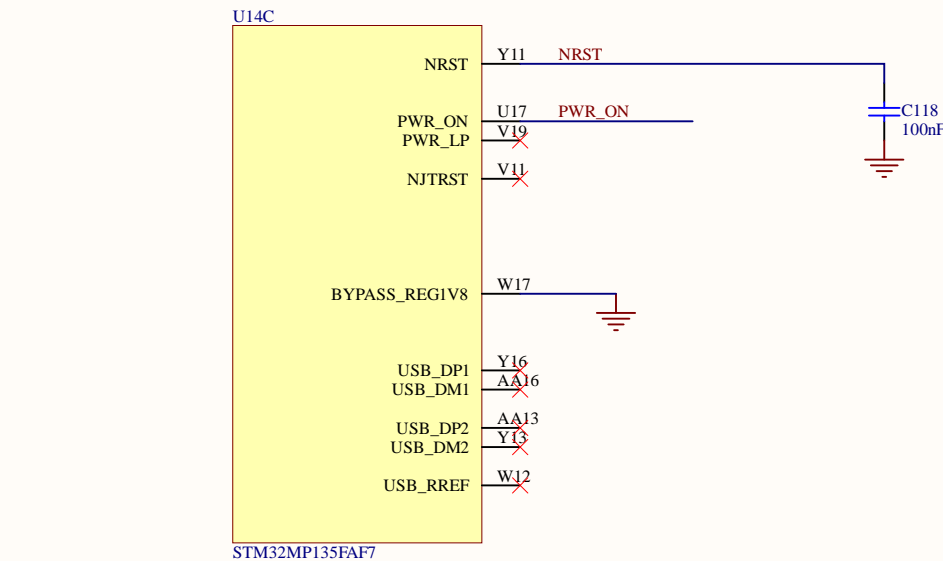 U14C
NRST Y11 NRST
C118
100nF
PWR_ON U17 PWR_ON
PWR_LP V19
NJTRST V11
BYPASS_REG1V8 W17
USB_DP1 Y16
USB_DM1 AA16
USB_DP2 AA13
USB_DM2 Y13
USB_RREF W12
STM32MP135FAF7